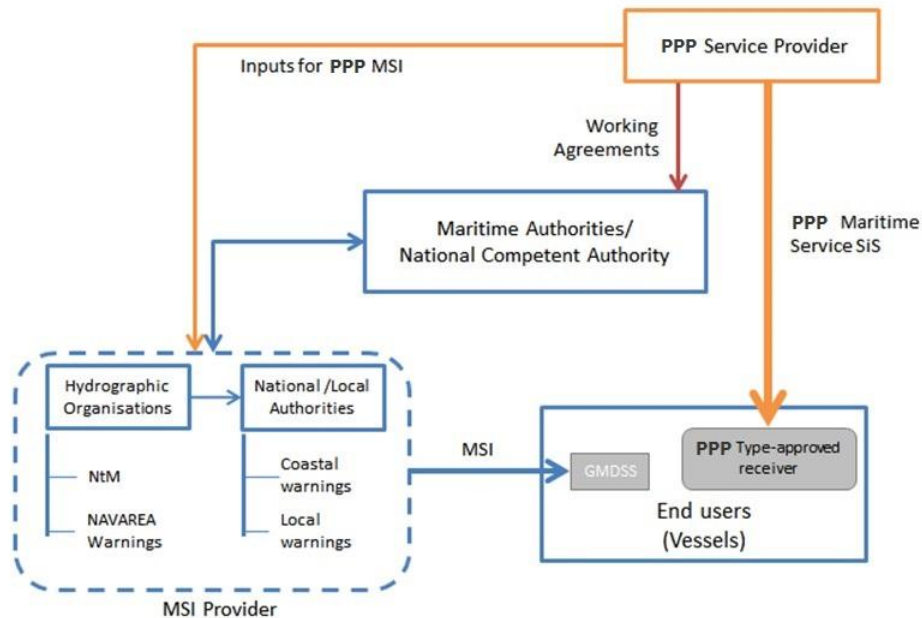 PPP Service Provider
Inputs for PPP MSI
Working
Agreements
Maritime Authorities/
National Competent Authority
PPP Maritime
Service SiS
Hydrographic
Organisations
National /Local
Authorities
NtM
NAVAREA
Warnings
Coastal
warnings
Local
warnings
MSI Provider
MSI
GMDSS
PPP Type-approved
receiver
End users
(Vessels)